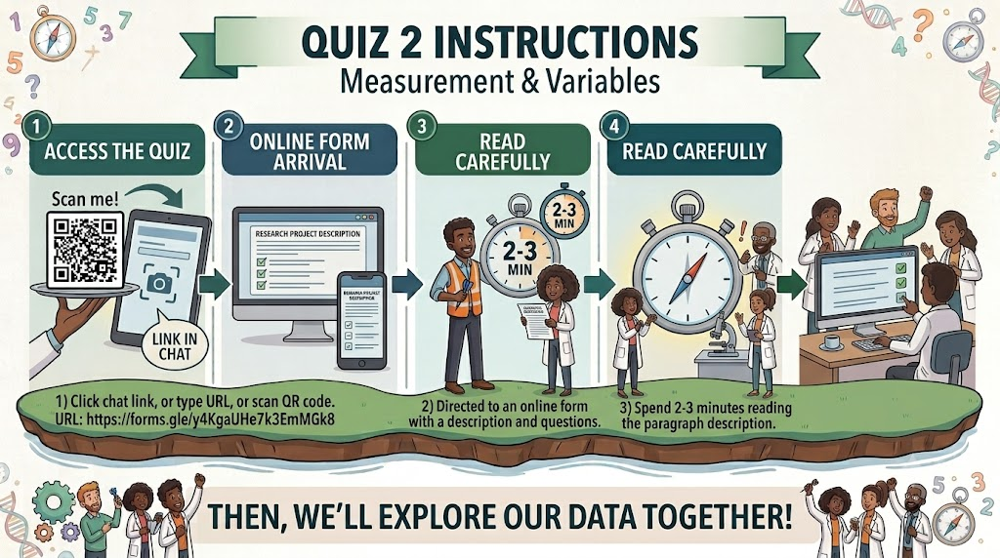 QUIZ 2 INSTRUCTIONS
Measurement & Variables
1
ACCESS THE QUIZ
Scan me!
LINK IN
CHAT
2
ONLINE FORM
ARRIVAL
RESEARCH PROJECT DESCRIPTION
3
READ
CAREFULLY
2-3
MIN
2-3
MIN
4
READ CAREFULLY
1) Click chat link, or type URL, or scan QR code.
URL: https://forms.gle/y4KgaUHe7k3EmMGk8
2) Directed to an online form
with a description and questions.
3) Spend 2-3 minutes reading
the paragraph description.
THEN, WE'LL EXPLORE OUR DATA TOGETHER!